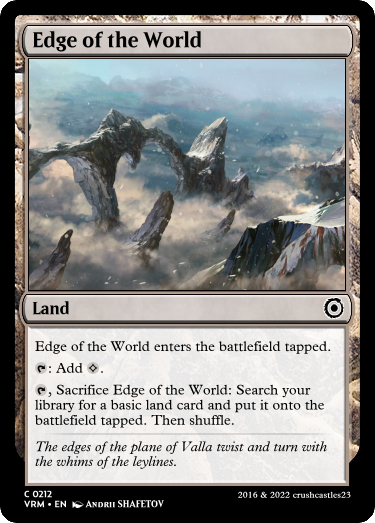 Edge of the World
Land
Edge of the World enters the battlefield tapped.
: Add .
, Sacrifice Edge of the World: Search your
library for a basic land card and put it onto the
battlefield tapped. Then shuffle.
The edges of the plane of Valla twist and turn with
the whims of the leylines.
C 0212
VRM • EN Andrii SHAFETOV
2016 & 2022 crushcastles23